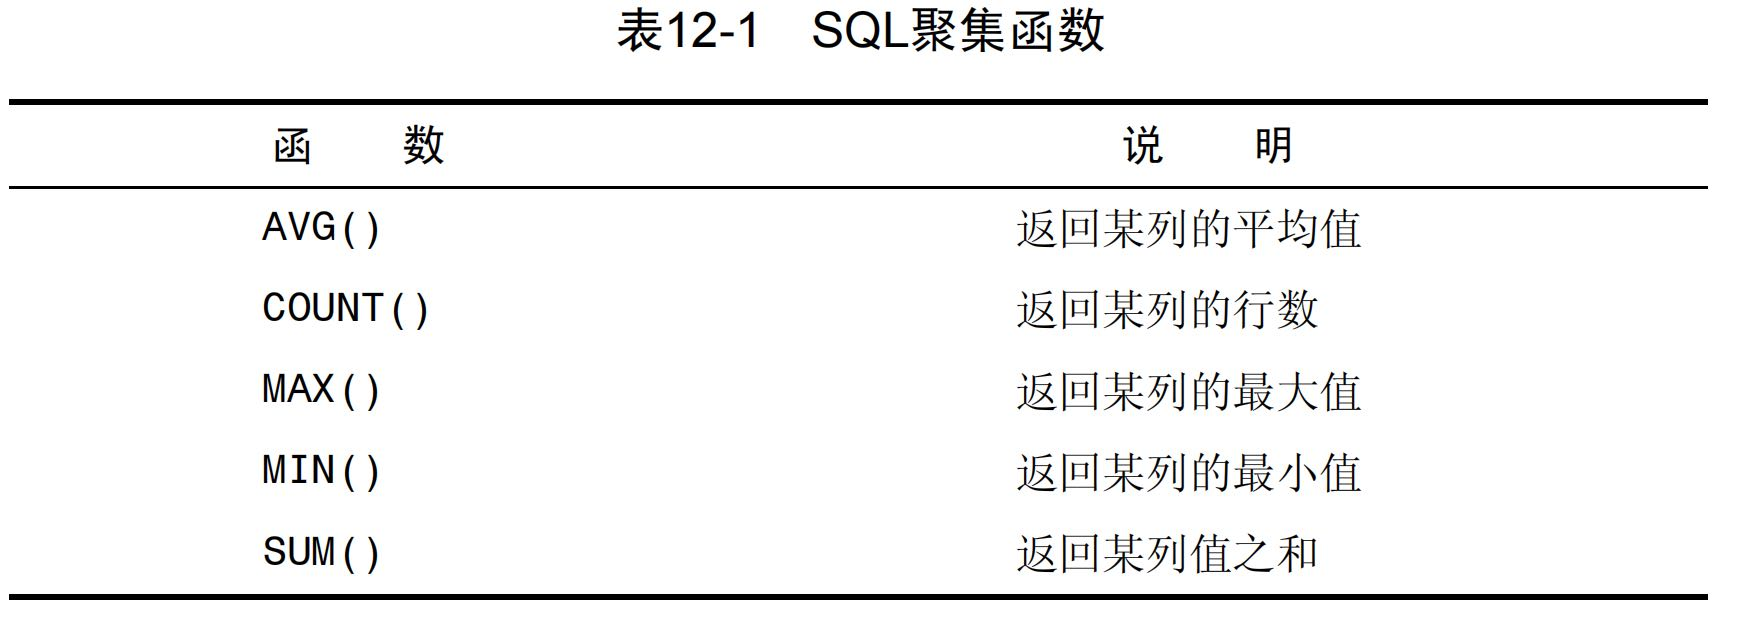 表12-1 SQL聚集函数
函 数 说 明
AVG() 返回某列的平均值
COUNT() 返回某列的行数
MAX() 返回某列的最大值
MIN() 返回某列的最小值
SUM() 返回某列值之和